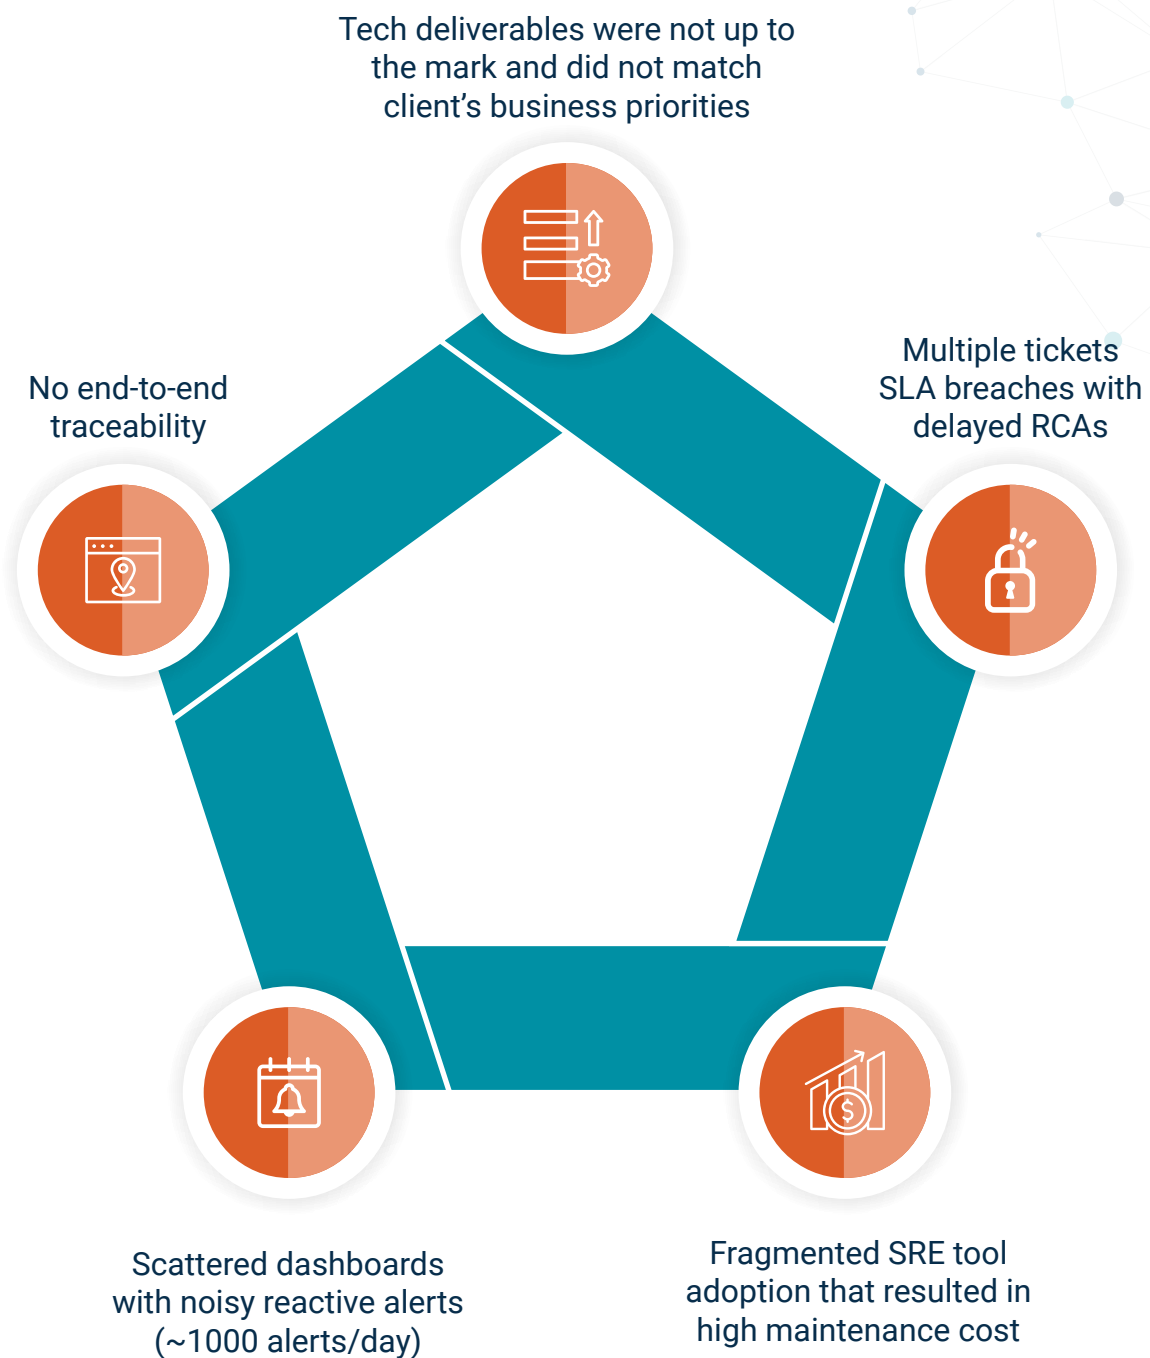 Tech deliverables were not up to
the mark and did not match
client’s business priorities
Multiple tickets
SLA breaches with
delayed RCAs
No end-to-end
traceability
$
Scattered dashboards
with noisy reactive alerts
(~1000 alerts/day)
Fragmented SRE tool
adoption that resulted in
high maintenance cost